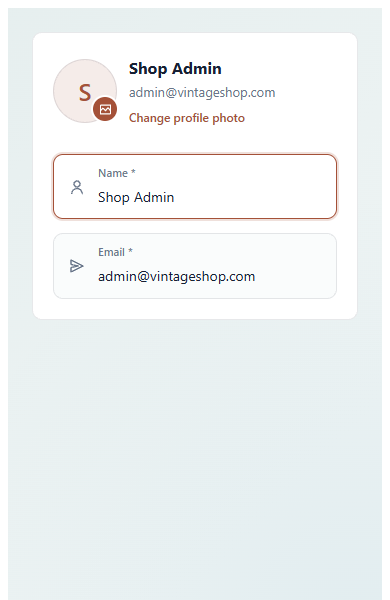 S
Shop Admin
admin@vintageshop.com
Change profile photo
Name *
Shop Admin
Email *
admin@vintageshop.com